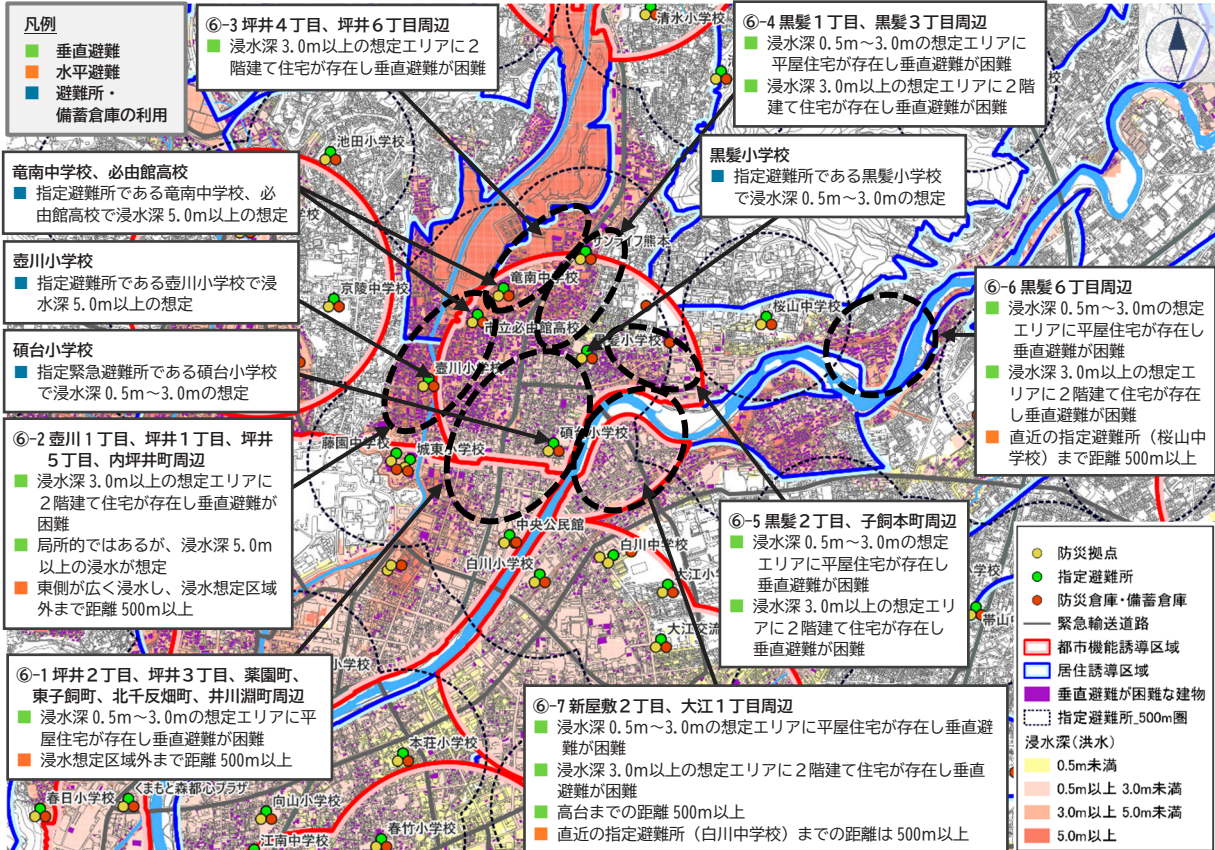 凡例
垂直避難
水平避難
避難所・
備蓄倉庫の利用
⑥-3 坪井４丁目、坪井６丁目周辺
浸水深 3.0m以上の想定エリアに２
階建て住宅が存在し垂直避難が困難
⑥-4 黒髪１丁目、黒髪３丁目周辺
浸水深 0.5m～3.0mの想定エリアに
平屋住宅が存在し垂直避難が困難
浸水深 3.0m以上の想定エリアに２階
建て住宅が存在し垂直避難が困難
N
清水小学校
池田小学校
竜南中学校、必由館高校
指定避難所である竜南中学校、必
由館高校で浸水深 5.0m以上の想定
黒髪小学校
指定避難所である黒髪小学校
で浸水深 0.5m～3.0mの想定
サンライフ熊本
竜南中学校
京陵中学校
市立必由館高校
桜山中学校
壺川小学校
指定避難所である壺川小学校で浸
水深 5.0m以上の想定
⑥-6 黒髪６丁目周辺
浸水深 0.5m～3.0mの想定
エリアに平屋住宅が存在し
垂直避難が困難
浸水深 3.0m以上の想定エ
リアに２階建て住宅が存在
し垂直避難が困難
直近の指定避難所（桜山中
学校）まで距離 500m以上
碩台小学校
指定緊急避難所である碩台小学校
で浸水深 0.5m～3.0mの想定
髪小学校
壺川小学校
碩台小学校
藤園中学校
城東小学校
⑥-2 壺川１丁目、坪井１丁目、坪井
５丁目、内坪井町周辺
浸水深 3.0m以上の想定エリアに
２階建て住宅が存在し垂直避難が
困難
局所的ではあるが、浸水深 5.0m
以上の浸水が想定
東側が広く浸水し、浸水想定区域
外まで距離 500m以上
⑥-5 黒髪２丁目、子飼本町周辺
浸水深 0.5m～3.0mの想定
エリアに平屋住宅が存在し
垂直避難が困難
浸水深 3.0m以上の想定エリ
アに２階建て住宅が存在し
垂直避難が困難
中央公民館
白川中学校
白川小学校
大江小
大江交流
帯山中
防災拠点
指定避難所
防災倉庫・備蓄倉庫
緊急輸送道路
都市機能誘導区域
居住誘導区域
垂直避難が困難な建物
指定避難所_500m圏
浸水深（洪水）
0.5m未満
0.5m以上 3.0m未満
3.0m以上 5.0m未満
5.0m以上
⑥-1 坪井２丁目、坪井３丁目、薬園町、
東子飼町、北千反畑町、井川淵町周辺
浸水深 0.5m～3.0mの想定エリアに平
屋住宅が存在し垂直避難が困難
浸水想定区域外まで距離 500m以上
小学校
⑥-7 新屋敷２丁目、大江１丁目周辺
浸水深 0.5m～3.0mの想定エリアに平屋住宅が存在し垂直避
難が困難
浸水深 3.0m以上の想定エリアに２階建て住宅が存在し垂直
避難が困難
高台までの距離 500m以上
直近の指定避難所（白川中学校）までの距離は 500m以上
本荘小学校
春日小学校
くまもと森都心プラザ
向山小学校
江南中学校
春竹小学校